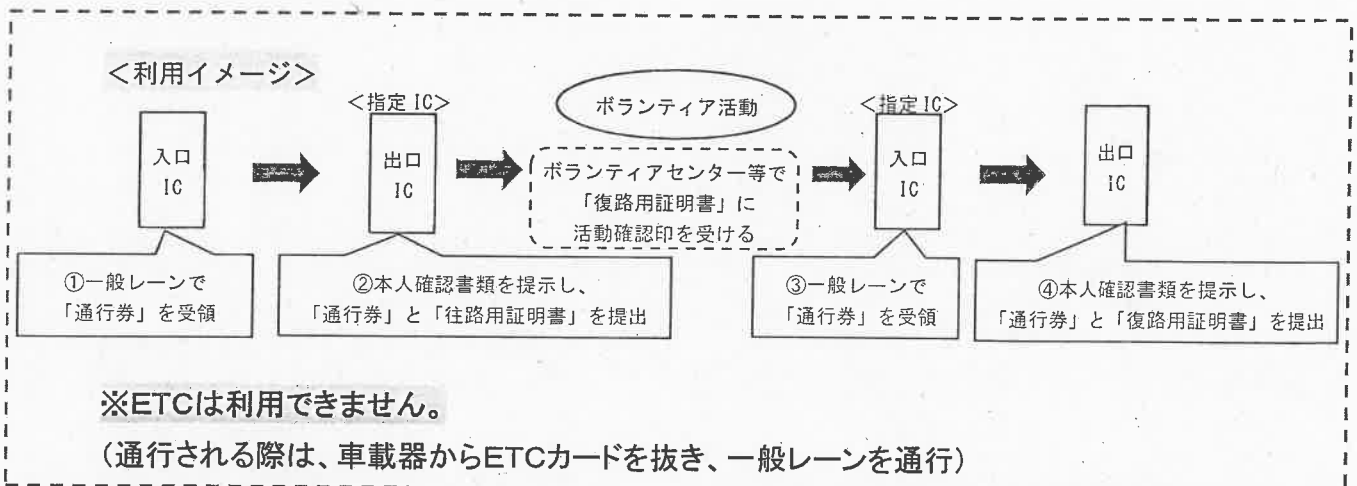 ＜利用イメージ＞
入口
IC
＜指定 IC＞
出口
IC
ボランティア活動
ボランティアセンター等で
「復路用証明書」に
活動確認印を受ける
＜指定 IC＞
入口
IC
出口
IC
①一般レーンで
「通行券」を受領
②本人確認書類を提示し、
「通行券」と「往路用証明書」を提出
③一般レーンで
「通行券」を受領
④本人確認書類を提示し、
「通行券」と「復路用証明書」を提出
※ETCは利用できません。
（通行される際は、車載器からETCカードを抜き、一般レーンを通行）